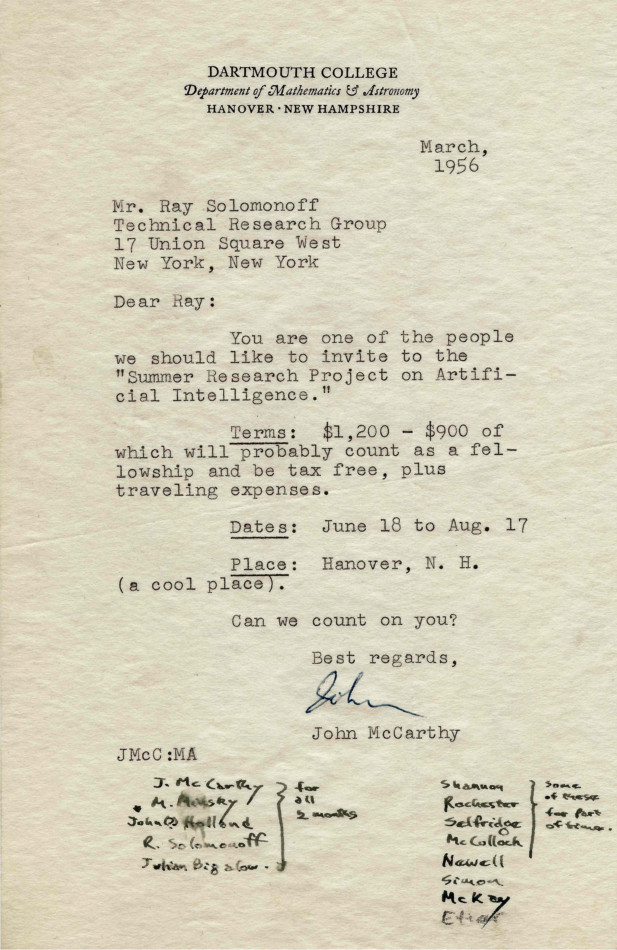 DARTMOUTH COLLEGE
Department of Mathematics & Astronomy
HANOVER · NEW HAMPSHIRE
March,
1956
Mr. Ray Solomonoff
Technical Research Group
17 Union Square West
New York, New York
Dear Ray:
You are one of the people
we should like to invite to the
"Summer Research Project on Artifi-
cial Intelligence."
Terms: $1,200 - $900 of
which will probably count as a fel-
lowship and be tax free, plus
traveling expenses.
Dates: June 18 to Aug. 17
Place: Hanover, N. H.
(a cool place).
Can we count on you?
Best regards,
John
John McCarthy
JMcC:MA
J. McCarthy
M. Minsky
John(?) Holland
R. Solomonoff
Julian Bigelow.
for
all
2 months
Shannon
Rochester
Selfridge
McCulloch
Newell
Simon
McKay
some
of these
for part
of time.